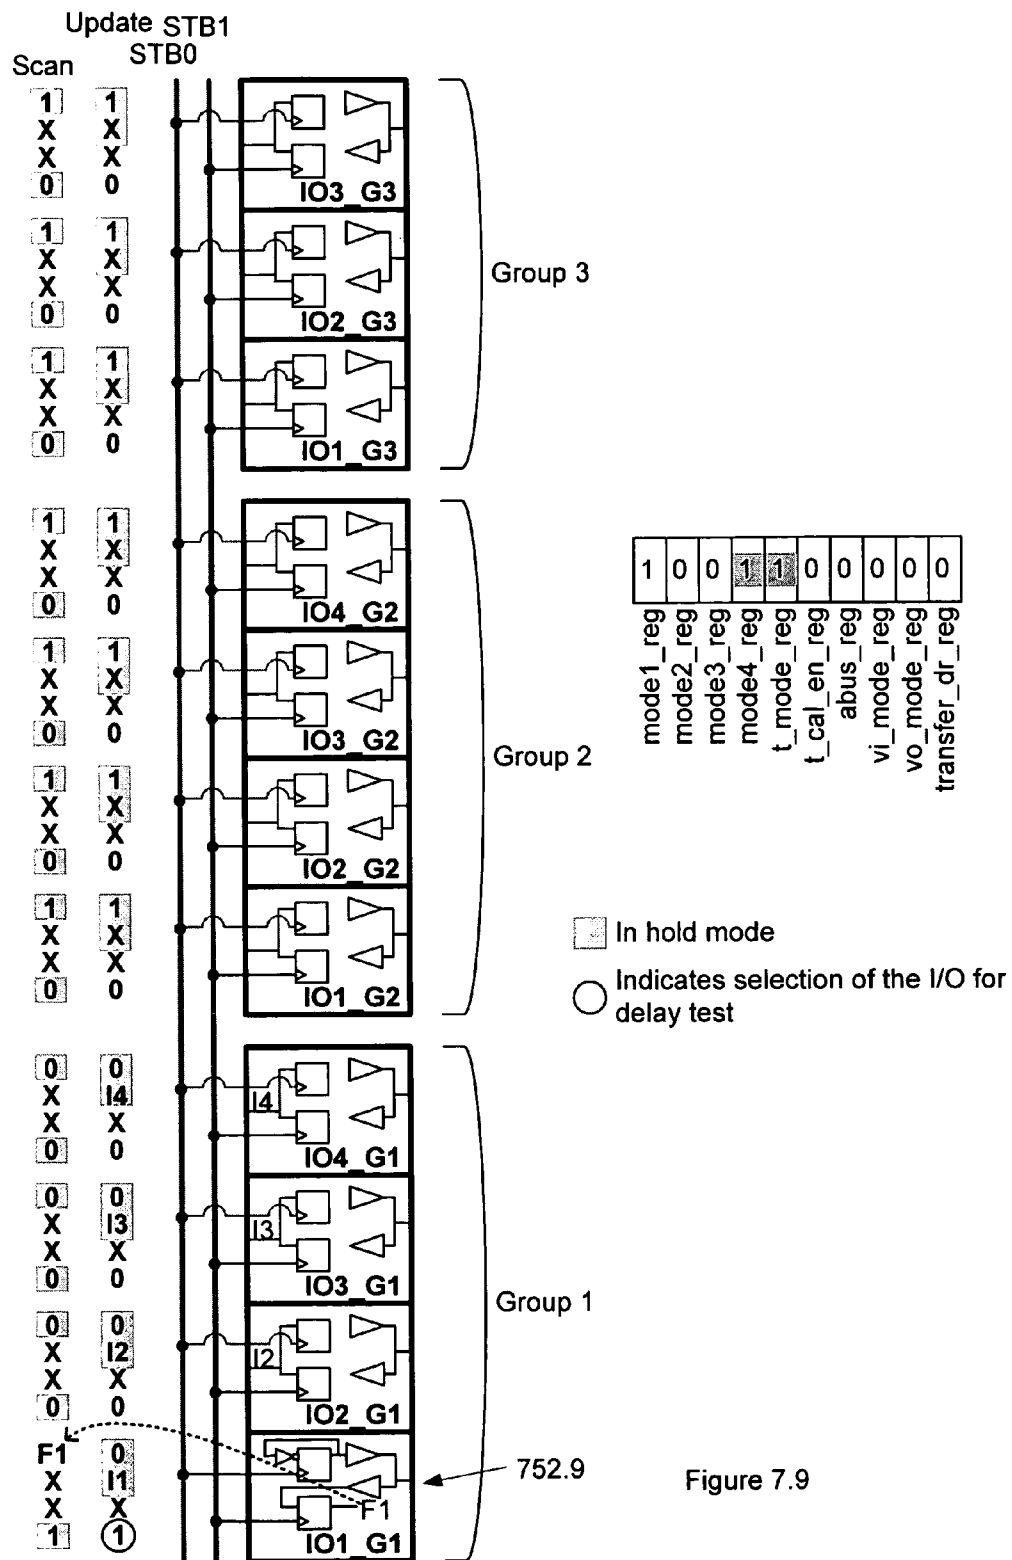 Update STB1
STB0
Scan
1 1
X X
X X
0 0
IO3_G3
1 1
X X
X X
0 0
IO2_G3
1 1
X X
X X
0 0
IO1_G3
Group 3
1 1
X X
X X
0 0
IO4_G2
1 1
X X
X X
0 0
IO3_G2
1 1
X X
X X
0 0
IO2_G2
1 1
X X
X X
0 0
IO1_G2
Group 2
1 0 0 1 1 0 0 0 0 0
mode1_reg
mode2_reg
mode3_reg
mode4_reg
t_mode_reg
t_cal_en_reg
abus_reg
vi_mode_reg
vo_mode_reg
transfer_dr_reg
In hold mode
Indicates selection of the I/O for
delay test
0 0
X I4
X X
0 0
I4
IO4_G1
0 0
X I3
X X
0 0
I3
IO3_G1
0 0
X I2
X X
0 0
I2
IO2_G1
Group 1
F1 0
X I1
X X
1 1
F1
IO1_G1
752.9
Figure 7.9